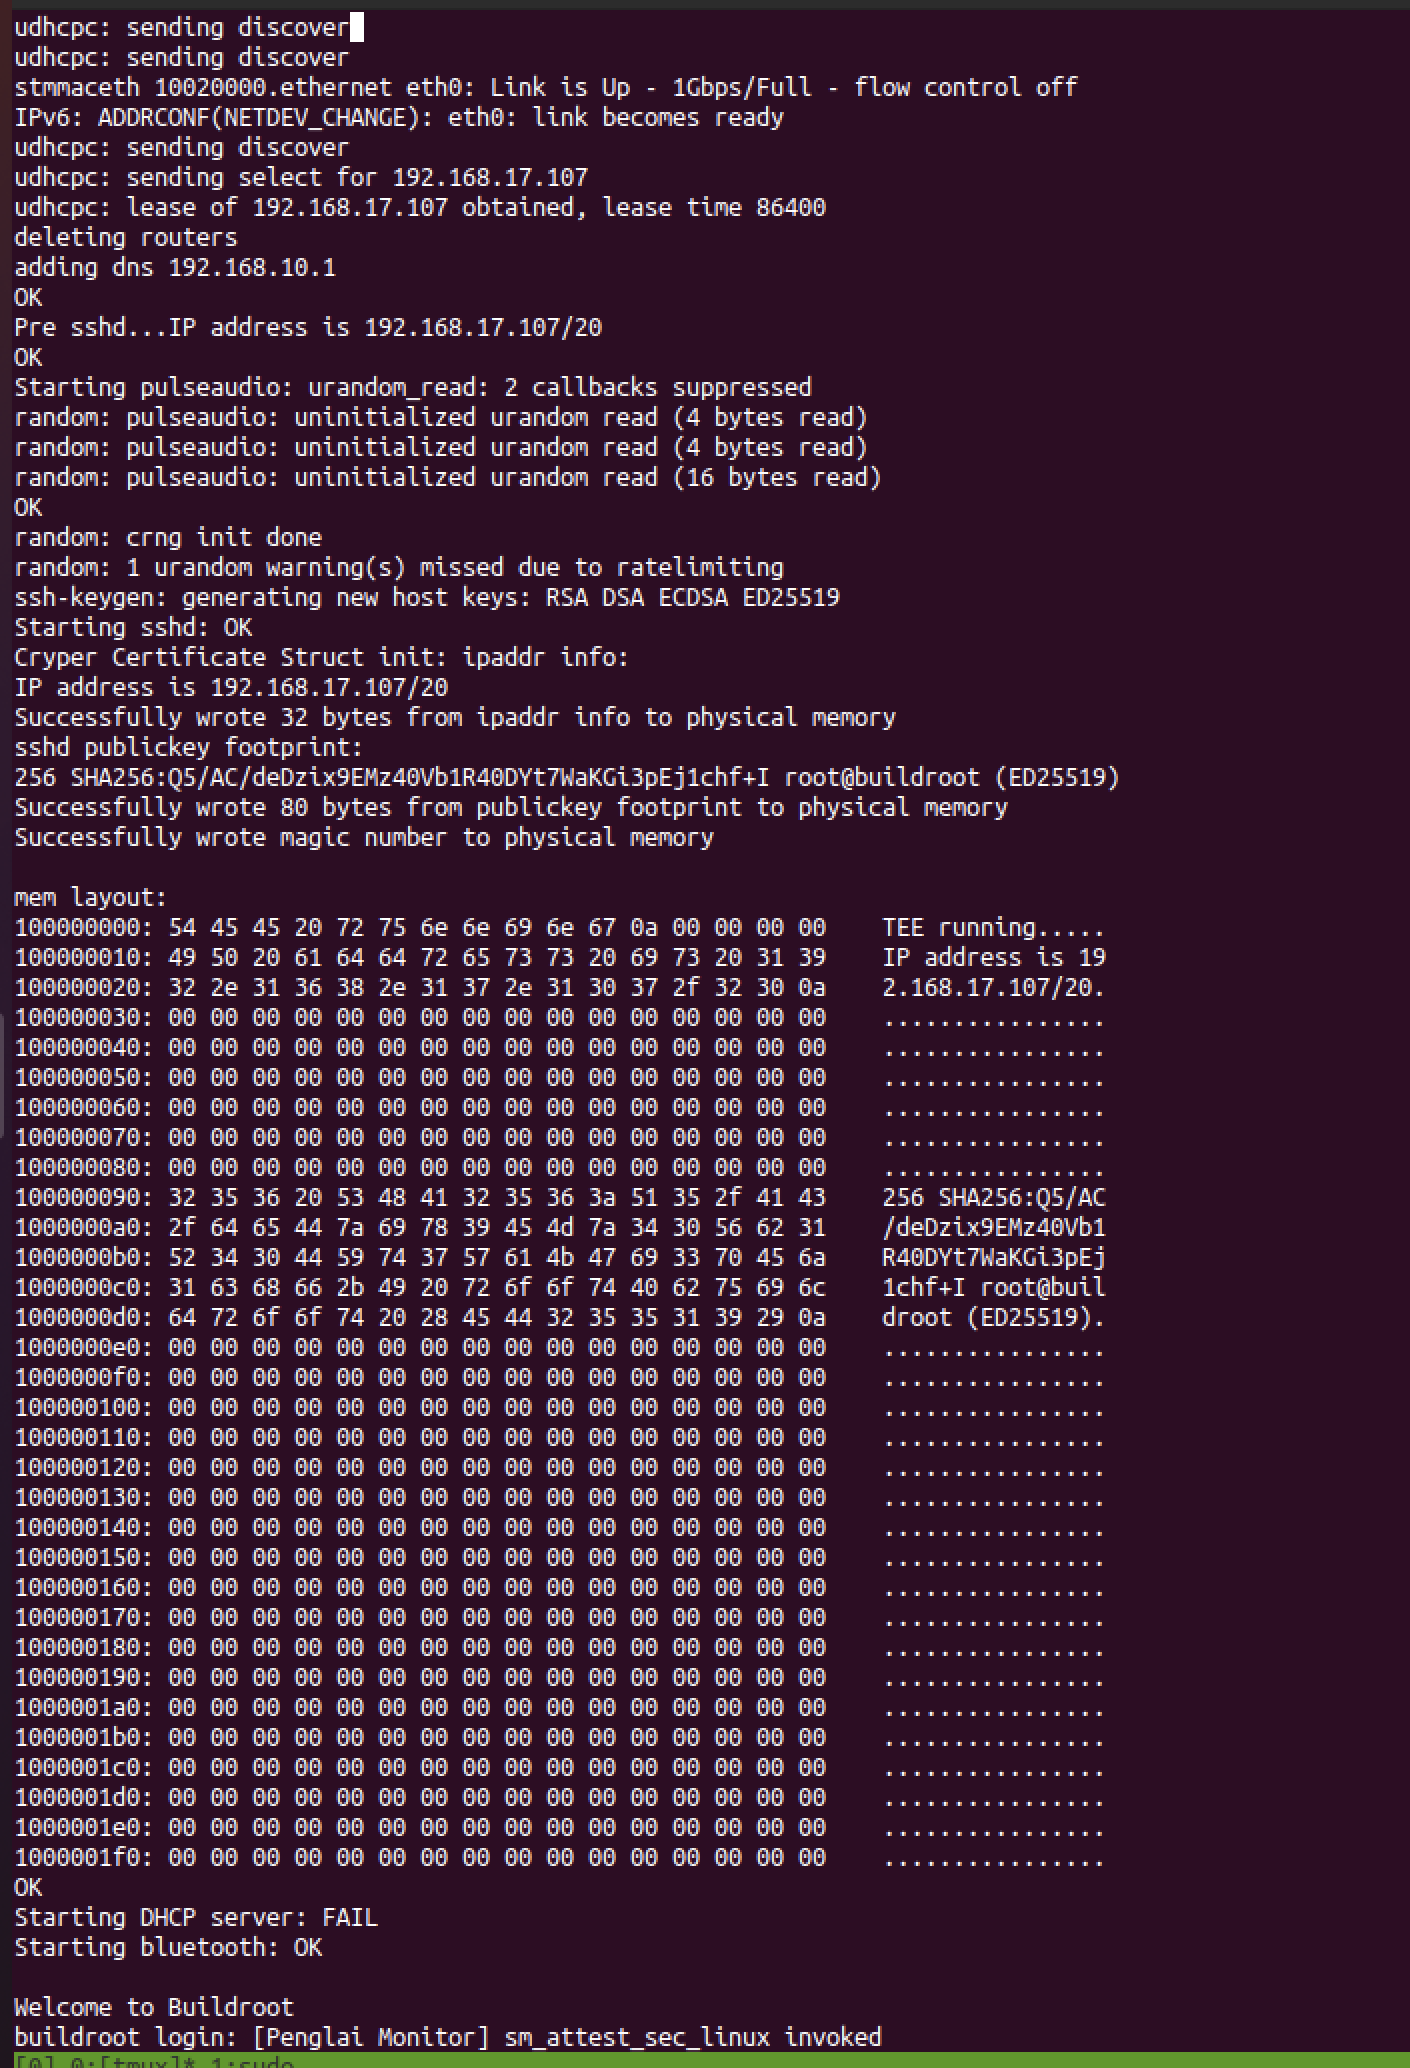 udhcpc: sending discover
udhcpc: sending discover
stmmaceth 10020000.ethernet eth0: Link is Up - 1Gbps/Full - flow control off
IPv6: ADDRCONF(NETDEV_CHANGE): eth0: link becomes ready
udhcpc: sending discover
udhcpc: sending select for 192.168.17.107
udhcpc: lease of 192.168.17.107 obtained, lease time 86400
deleting routers
adding dns 192.168.10.1
OK
Pre sshd...IP address is 192.168.17.107/20
OK
Starting pulseaudio: urandom_read: 2 callbacks suppressed
random: pulseaudio: uninitialized urandom read (4 bytes read)
random: pulseaudio: uninitialized urandom read (4 bytes read)
random: pulseaudio: uninitialized urandom read (16 bytes read)
OK
random: crng init done
random: 1 urandom warning(s) missed due to ratelimiting
ssh-keygen: generating new host keys: RSA DSA ECDSA ED25519
Starting sshd: OK
Cryper Certificate Struct init: ipaddr info:
IP address is 192.168.17.107/20
Successfully wrote 32 bytes from ipaddr info to physical memory
sshd publickey footprint:
256 SHA256:Q5/AC/deDzix9EMz40Vb1R40DYt7WaKGi3pEj1chf+I root@buildroot (ED25519)
Successfully wrote 80 bytes from publickey footprint to physical memory
Successfully wrote magic number to physical memory
mem layout:
100000000: 54 45 45 20 72 75 6e 6e 69 6e 67 0a 00 00 00 00    TEE running.....
100000010: 49 50 20 61 64 64 72 65 73 73 20 69 73 20 31 39    IP address is 19
100000020: 32 2e 31 36 38 2e 31 37 2e 31 30 37 2f 32 30 0a    2.168.17.107/20.
100000030: 00 00 00 00 00 00 00 00 00 00 00 00 00 00 00 00    ................
100000040: 00 00 00 00 00 00 00 00 00 00 00 00 00 00 00 00    ................
100000050: 00 00 00 00 00 00 00 00 00 00 00 00 00 00 00 00    ................
100000060: 00 00 00 00 00 00 00 00 00 00 00 00 00 00 00 00    ................
100000070: 00 00 00 00 00 00 00 00 00 00 00 00 00 00 00 00    ................
100000080: 00 00 00 00 00 00 00 00 00 00 00 00 00 00 00 00    ................
100000090: 32 35 36 20 53 48 41 32 35 36 3a 51 35 2f 41 43    256 SHA256:Q5/AC
1000000a0: 2f 64 65 44 7a 69 78 39 45 4d 7a 34 30 56 62 31    /deDzix9EMz40Vb1
1000000b0: 52 34 30 44 59 74 37 57 61 4b 47 69 33 70 45 6a    R40DYt7WaKGi3pEj
1000000c0: 31 63 68 66 2b 49 20 72 6f 6f 74 40 62 75 69 6c    1chf+I root@buil
1000000d0: 64 72 6f 6f 74 20 28 45 44 32 35 35 31 39 29 0a    droot (ED25519).
1000000e0: 00 00 00 00 00 00 00 00 00 00 00 00 00 00 00 00    ................
1000000f0: 00 00 00 00 00 00 00 00 00 00 00 00 00 00 00 00    ................
100000100: 00 00 00 00 00 00 00 00 00 00 00 00 00 00 00 00    ................
100000110: 00 00 00 00 00 00 00 00 00 00 00 00 00 00 00 00    ................
100000120: 00 00 00 00 00 00 00 00 00 00 00 00 00 00 00 00    ................
100000130: 00 00 00 00 00 00 00 00 00 00 00 00 00 00 00 00    ................
100000140: 00 00 00 00 00 00 00 00 00 00 00 00 00 00 00 00    ................
100000150: 00 00 00 00 00 00 00 00 00 00 00 00 00 00 00 00    ................
100000160: 00 00 00 00 00 00 00 00 00 00 00 00 00 00 00 00    ................
100000170: 00 00 00 00 00 00 00 00 00 00 00 00 00 00 00 00    ................
100000180: 00 00 00 00 00 00 00 00 00 00 00 00 00 00 00 00    ................
100000190: 00 00 00 00 00 00 00 00 00 00 00 00 00 00 00 00    ................
1000001a0: 00 00 00 00 00 00 00 00 00 00 00 00 00 00 00 00    ................
1000001b0: 00 00 00 00 00 00 00 00 00 00 00 00 00 00 00 00    ................
1000001c0: 00 00 00 00 00 00 00 00 00 00 00 00 00 00 00 00    ................
1000001d0: 00 00 00 00 00 00 00 00 00 00 00 00 00 00 00 00    ................
1000001e0: 00 00 00 00 00 00 00 00 00 00 00 00 00 00 00 00    ................
1000001f0: 00 00 00 00 00 00 00 00 00 00 00 00 00 00 00 00    ................
OK
Starting DHCP server: FAIL
Starting bluetooth: OK
Welcome to Buildroot
buildroot login: [Penglai Monitor] sm_attest_sec_linux invoked
[0] 0:[tmux]* 1:sudo